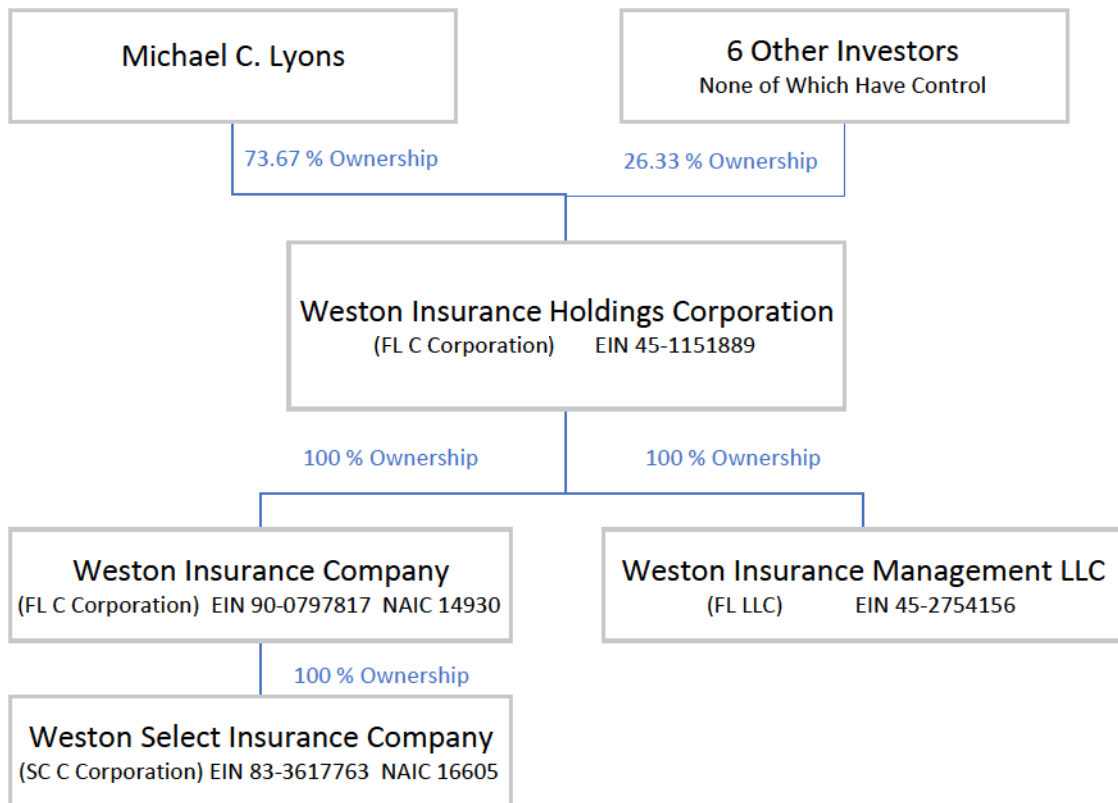 Michael C. Lyons
6 Other Investors
None of Which Have Control
73.67 % Ownership
26.33 % Ownership
Weston Insurance Holdings Corporation
(FL C Corporation) EIN 45-1151889
100 % Ownership
100 % Ownership
Weston Insurance Company
(FL C Corporation) EIN 90-0797817 NAIC 14930
Weston Insurance Management LLC
(FL LLC) EIN 45-2754156
100 % Ownership
Weston Select Insurance Company
(SC C Corporation) EIN 83-3617763 NAIC 16605